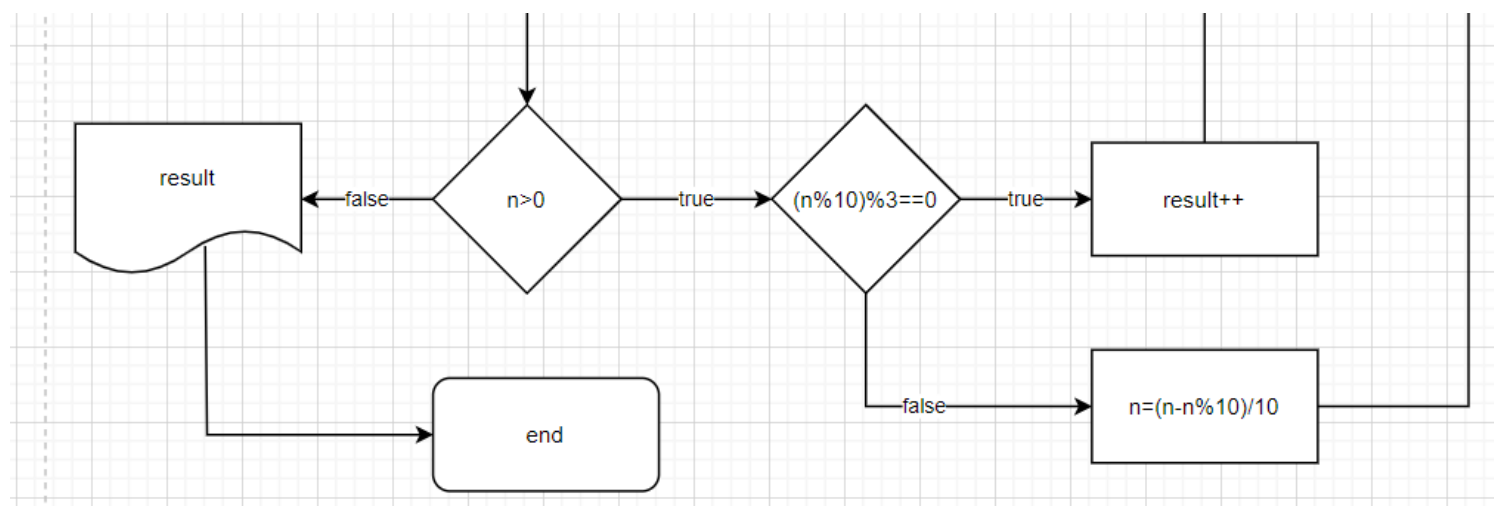 result
false
n>0
true
(n%10)%3==0
true
result++
false
n=(n-n%10)/10
end